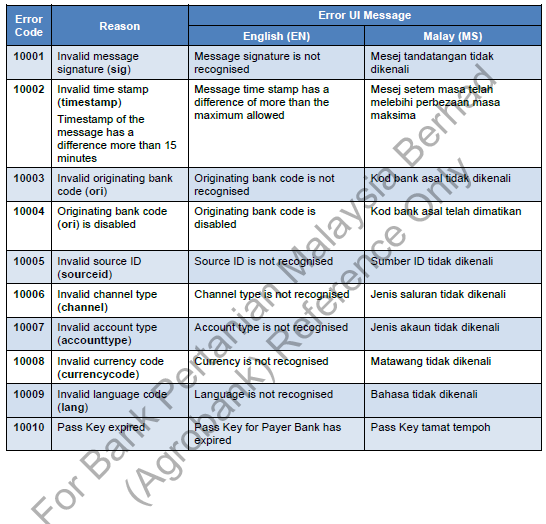 Error Code
Reason
Error UI Message
English (EN)
Malay (MS)
10001
Invalid message signature (sig)
Message signature is not recognised
Mesej tandatangan tidak dikenali
10002
Invalid time stamp (timestamp)
Timestamp of the message has a difference more than 15 minutes
Message time stamp has a difference of more than the maximum allowed
Mesej setem masa telah melebihi perbezaan masa maksima
10003
Invalid originating bank code (ori)
Originating bank code is not recognised
Kod bank asal tidak dikenali
10004
Originating bank code (ori) is disabled
Originating bank code is disabled
Kod bank asal telah dimatikan
10005
Invalid source ID (sourceid)
Source ID is not recognised
Sumber ID tidak dikenali
10006
Invalid channel type (channel)
Channel type is not recognised
Jenis saluran tidak dikenali
10007
Invalid account type (accounttype)
Account type is not recognised
Jenis akaun tidak dikenali
10008
Invalid currency code (currencycode)
Currency is not recognised
Matawang tidak dikenali
10009
Invalid language code (lang)
Language is not recognised
Bahasa tidak dikenali
10010
Pass Key expired
Pass Key for Payer Bank has expired
Pass Key tamat tempoh
For Bank Pertanian Malaysia Berhad
(Agrobank) Reference Only